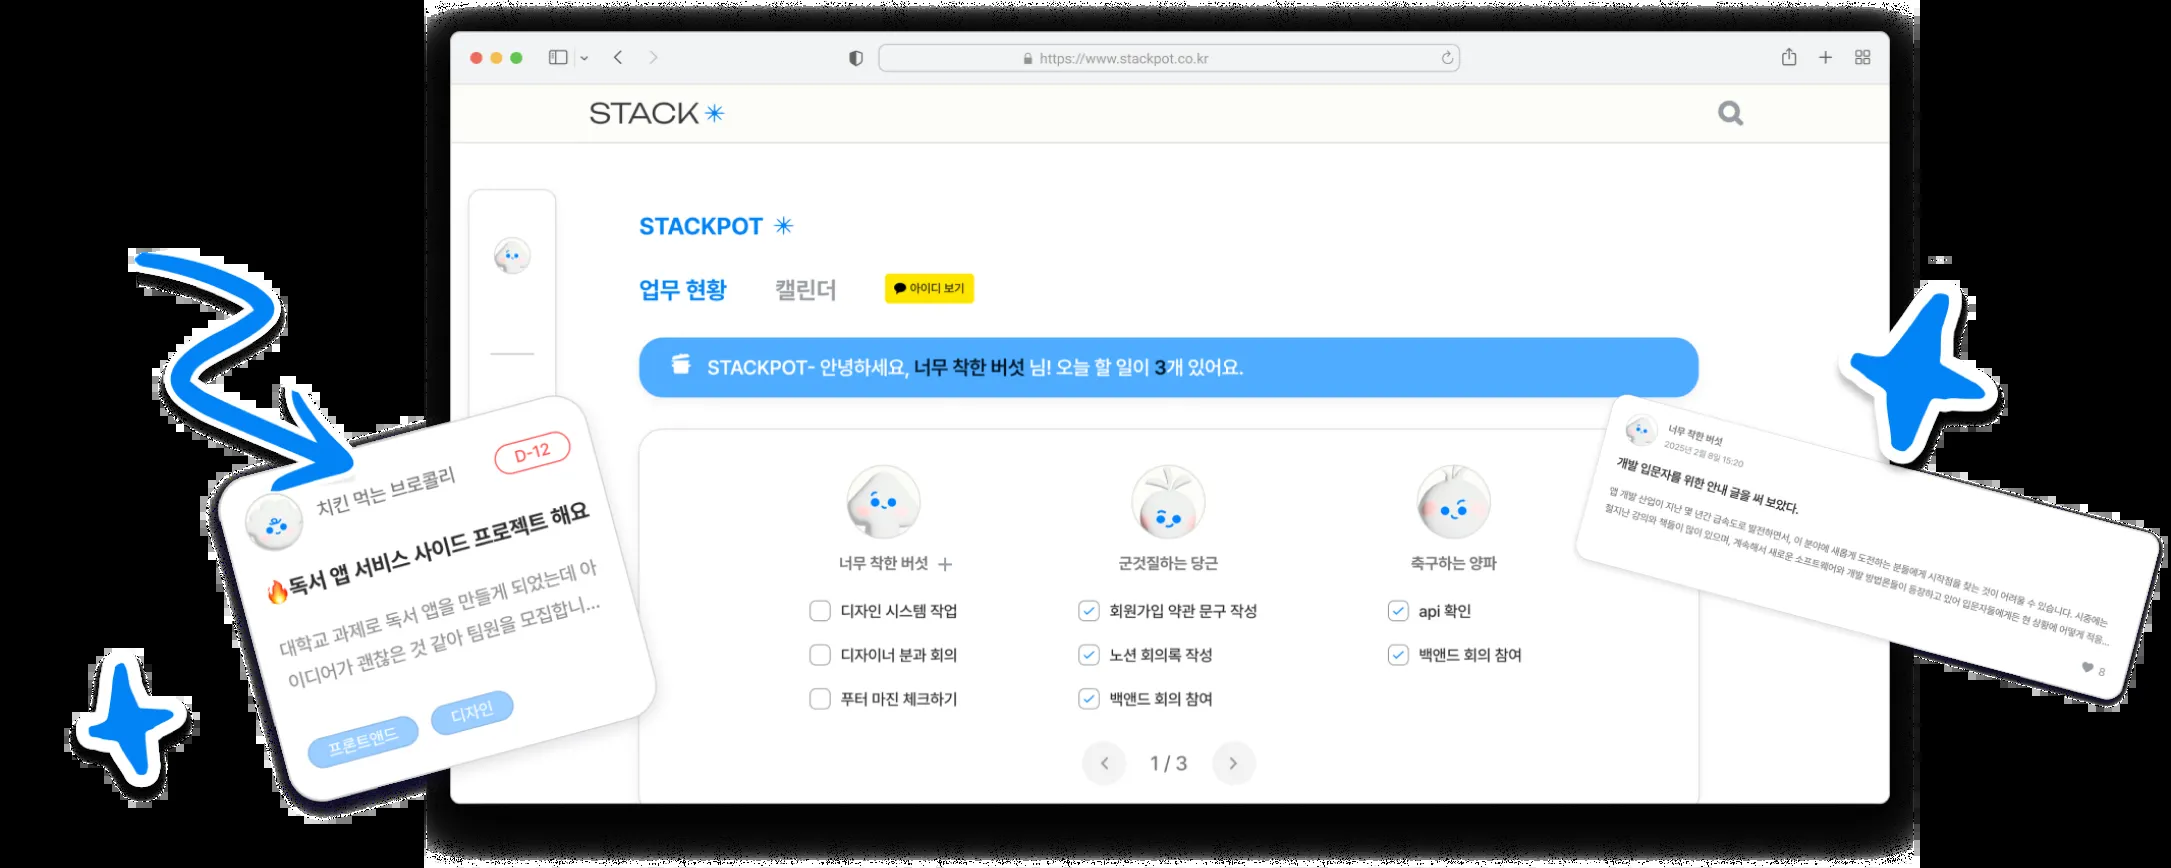 https://www.stackpot.co.kr
STACK
STACKPOT
업무 현황
캘린더
아이디 보기
STACKPOT- 안녕하세요, 너무 착한 버섯 님! 오늘 할 일이 3개 있어요.
너무 착한 버섯 +
디자인 시스템 작업
디자이너 분과 회의
푸터 마진 체크하기
군것질하는 당근
회원가입 약관 문구 작성
노션 회의록 작성
백앤드 회의 참여
축구하는 양파
api 확인
백앤드 회의 참여
1 / 3
D-12
치킨 먹는 브로콜리
🔥독서 앱 서비스 사이드 프로젝트 해요
대학교 과제로 독서 앱을 만들게 되었는데 아
이디어가 괜찮은 것 같아 팀원을 모집합니...
프론트앤드
디자인
너무 착한 버섯
2025년 2월 8일 15:20
개발 입문자를 위한 안내 글을 써 보았다.
앱 개발 산업이 지난 몇 년간 급속도로 발전하면서, 이 분야에 새롭게 도전하는 분들에게 시작점을 찾는 것이 어려울 수 있습니다. 시중에는
철지난 강의와 책들이 많이 있으며, 계속해서 새로운 소프트웨어와 개발 방법론들이 등장하고 있어 입문자들에게는 현 상황에 어떻게 적응...
8